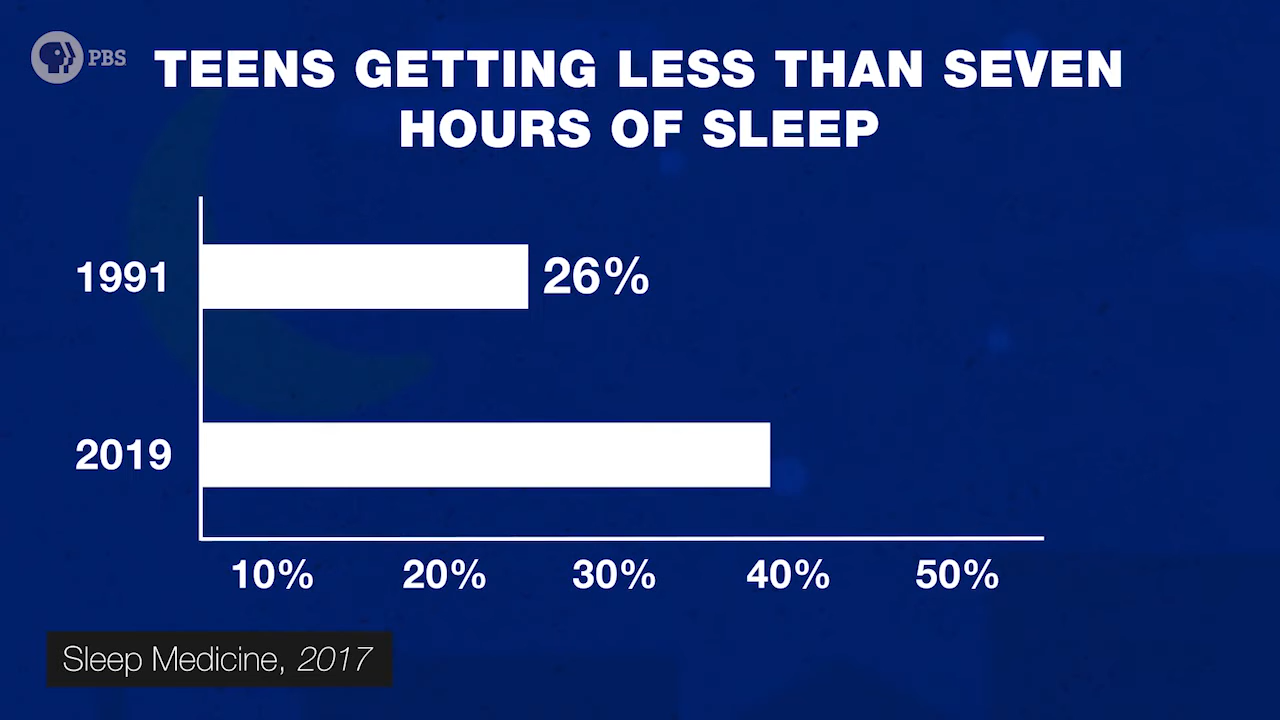 PBS
TEENS GETTING LESS THAN SEVEN
HOURS OF SLEEP
1991
26%
2019
10%
20%
30%
40%
50%
Sleep Medicine, 2017